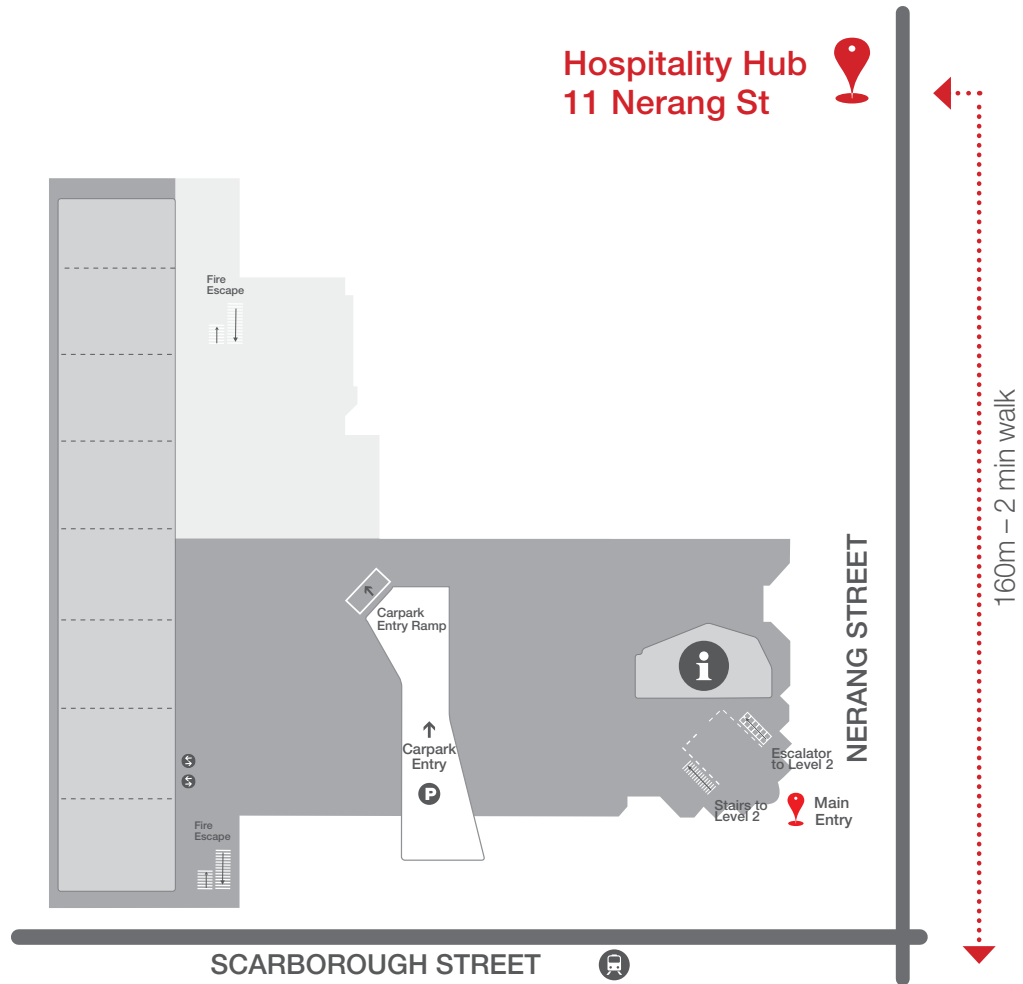 Hospitality Hub
11 Nerang St
Fire
Escape
160m – 2 min walk
NERANG STREET
Carpark
Entry Ramp
i
Carpark
Entry
P
Escalator
to Level 2
Stairs to
Level 2
Main
Entry
Fire
Escape
SCARBOROUGH STREET